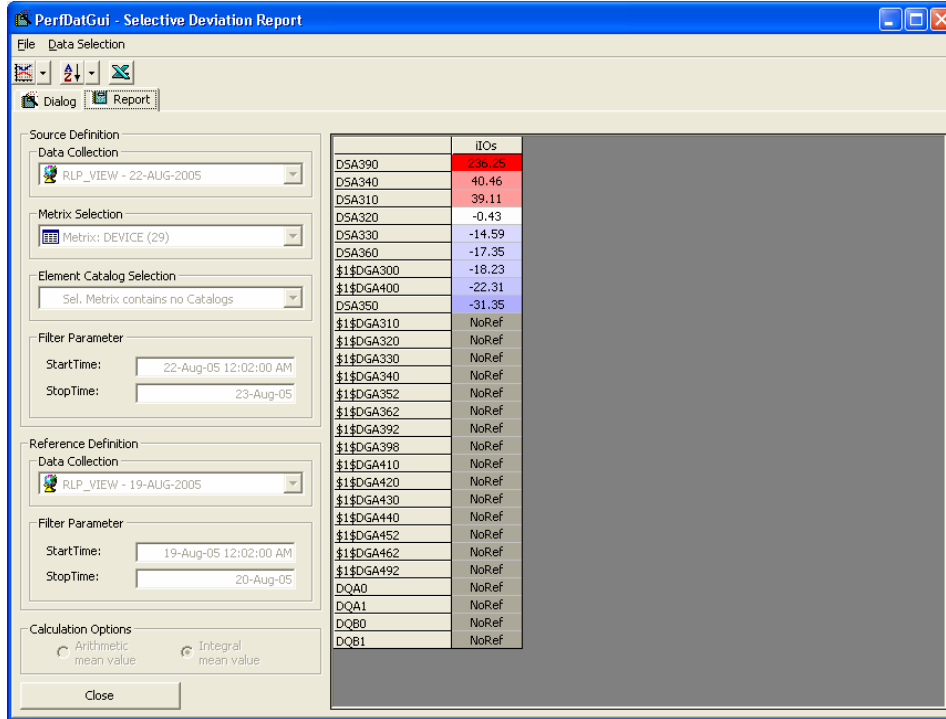 PerfDatGui - Selective Deviation Report
File Data Selection
Dialog Report
Source Definition
Data Collection
RLP_VIEW - 22-AUG-2005
Metrix Selection
Metrix: DEVICE (29)
Element Catalog Selection
Sel. Metrix contains no Catalogs
Filter Parameter
StartTime: 22-Aug-05 12:02:00 AM
StopTime: 23-Aug-05
Reference Definition
Data Collection
RLP_VIEW - 19-AUG-2005
Filter Parameter
StartTime: 19-Aug-05 12:02:00 AM
StopTime: 20-Aug-05
Calculation Options
Arithmetic mean value
Integral mean value
Close
iIOs
DSA390 236.25
DSA340 40.46
DSA310 39.11
DSA320 -0.43
DSA330 -14.59
DSA360 -17.35
$1$DGA300 -18.23
$1$DGA400 -22.31
DSA350 -31.35
$1$DGA310 NoRef
$1$DGA320 NoRef
$1$DGA330 NoRef
$1$DGA340 NoRef
$1$DGA352 NoRef
$1$DGA362 NoRef
$1$DGA392 NoRef
$1$DGA398 NoRef
$1$DGA410 NoRef
$1$DGA420 NoRef
$1$DGA430 NoRef
$1$DGA440 NoRef
$1$DGA452 NoRef
$1$DGA462 NoRef
$1$DGA492 NoRef
DQA0 NoRef
DQA1 NoRef
DQB0 NoRef
DQB1 NoRef